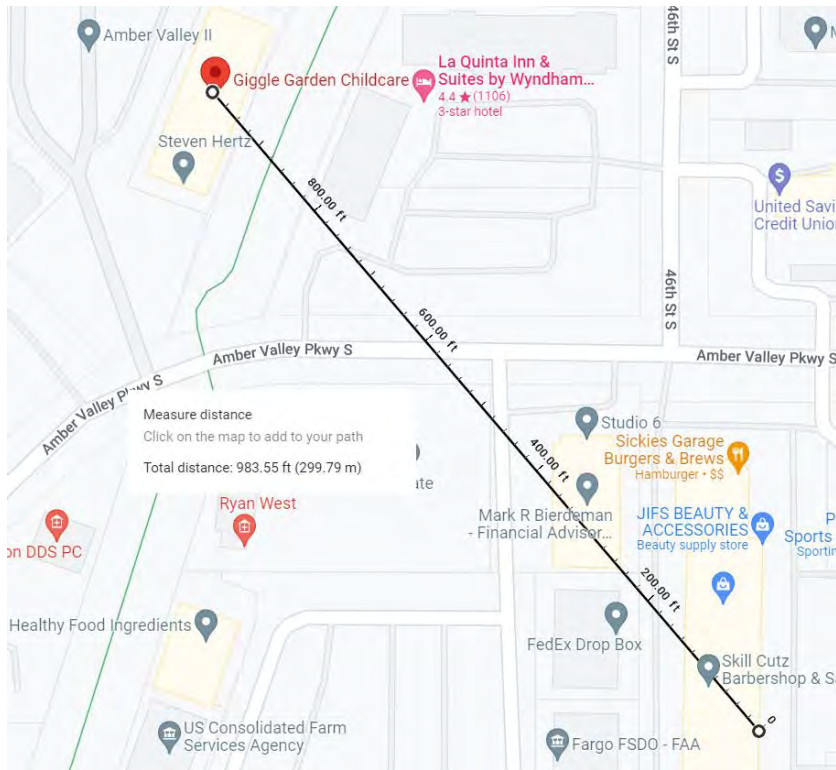 Amber Valley II
46th St S
Giggle Garden Childcare
La Quinta Inn &
Suites by Wyndham...
4.4 ★ (1106)
3-star hotel
Steven Hertz
800.00 ft
United Savi
Credit Union
46th St S
600.00 ft
Amber Valley Pkwy S
Amber Valley Pkwy S
Amber Valley Pkwy S
Measure distance
Click on the map to add to your path
Total distance: 983.55 ft (299.79 m)
ate
Studio 6
400.00 ft
Sickies Garage
Burgers & Brews
Hamburger • $$
Ryan West
Mark R Bierdeman
- Financial Advisor...
JIFS BEAUTY &
ACCESSORIES
Beauty supply store
P
Sports
Sportin
on DDS PC
200.00 ft
Healthy Food Ingredients
FedEx Drop Box
Skill Cutz
Barbershop & Sa
0
US Consolidated Farm
Services Agency
Fargo FSDO - FAA